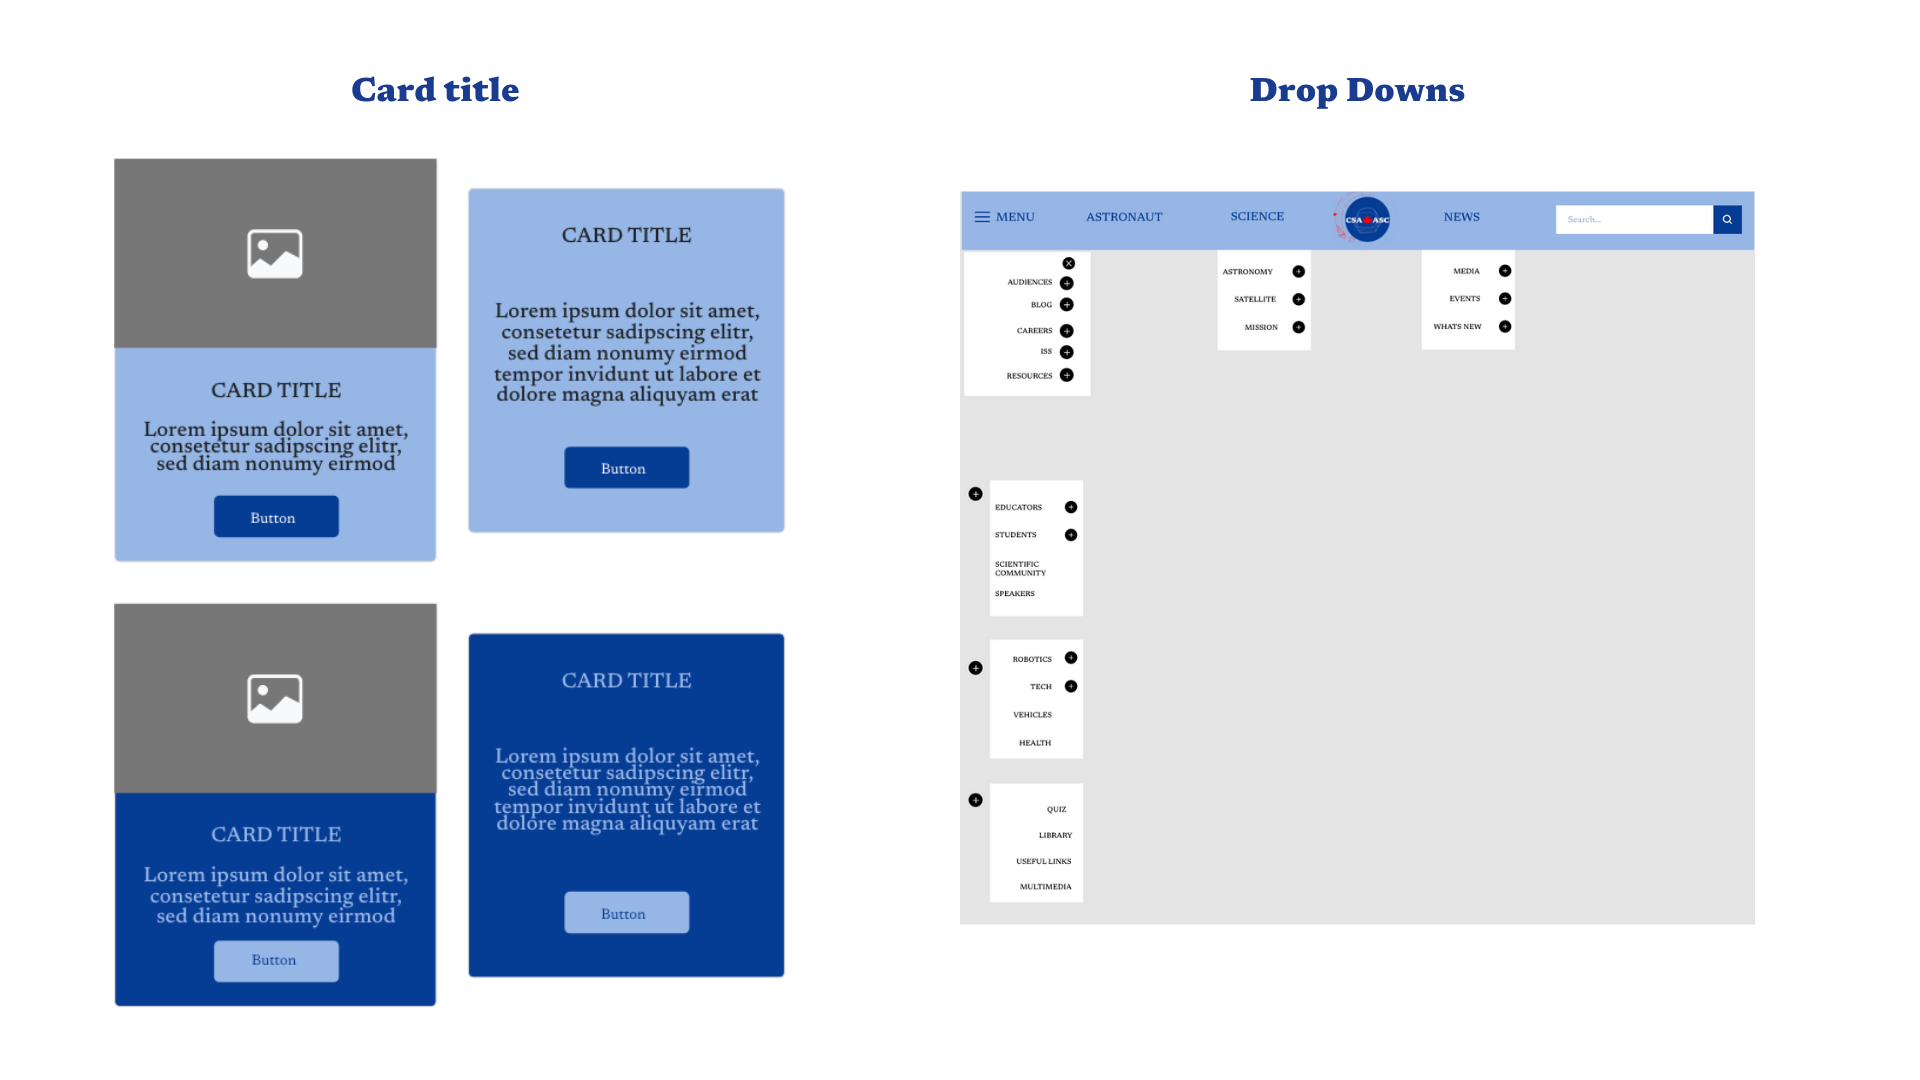 Card title
CARD TITLE
Lorem ipsum dolor sit amet,
consetetur sadipscing elitr,
sed diam nonumy eirmod
Button
CARD TITLE
Lorem ipsum dolor sit amet,
consetetur sadipscing elitr,
sed diam nonumy eirmod
tempor invidunt ut labore et
dolore magna aliquyam erat
Button
CARD TITLE
Lorem ipsum dolor sit amet,
consetetur sadipscing elitr,
sed diam nonumy eirmod
Button
CARD TITLE
Lorem ipsum dolor sit amet,
consetetur sadipscing elitr,
sed diam nonumy eirmod
tempor invidunt ut labore et
dolore magna aliquyam erat
Button
Drop Downs
MENU ASTRONAUT SCIENCE CSA ASC NEWS Search...
AUDIENCES
BLOG
CAREERS
ISS
RESOURCES
ASTRONOMY
SATELLITE
MISSION
MEDIA
EVENTS
WHATS NEW
EDUCATORS
STUDENTS
SCIENTIFIC
COMMUNITY
SPEAKERS
ROBOTICS
TECH
VEHICLES
HEALTH
QUIZ
LIBRARY
USEFUL LINKS
MULTIMEDIA